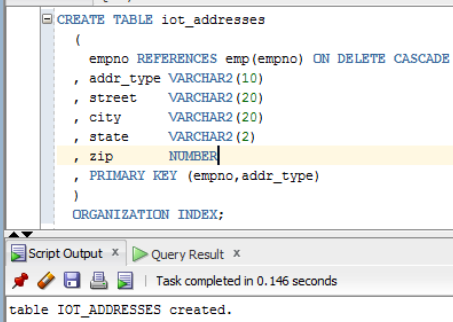 CREATE TABLE iot_addresses
(
empno REFERENCES emp(empno) ON DELETE CASCADE
, addr_type VARCHAR2(10)
, street VARCHAR2(20)
, city VARCHAR2(20)
, state VARCHAR2(2)
, zip NUMBER
, PRIMARY KEY (empno,addr_type)
)
ORGANIZATION INDEX;
Script Output x Query Result x
Task completed in 0.146 seconds
table IOT_ADDRESSES created.